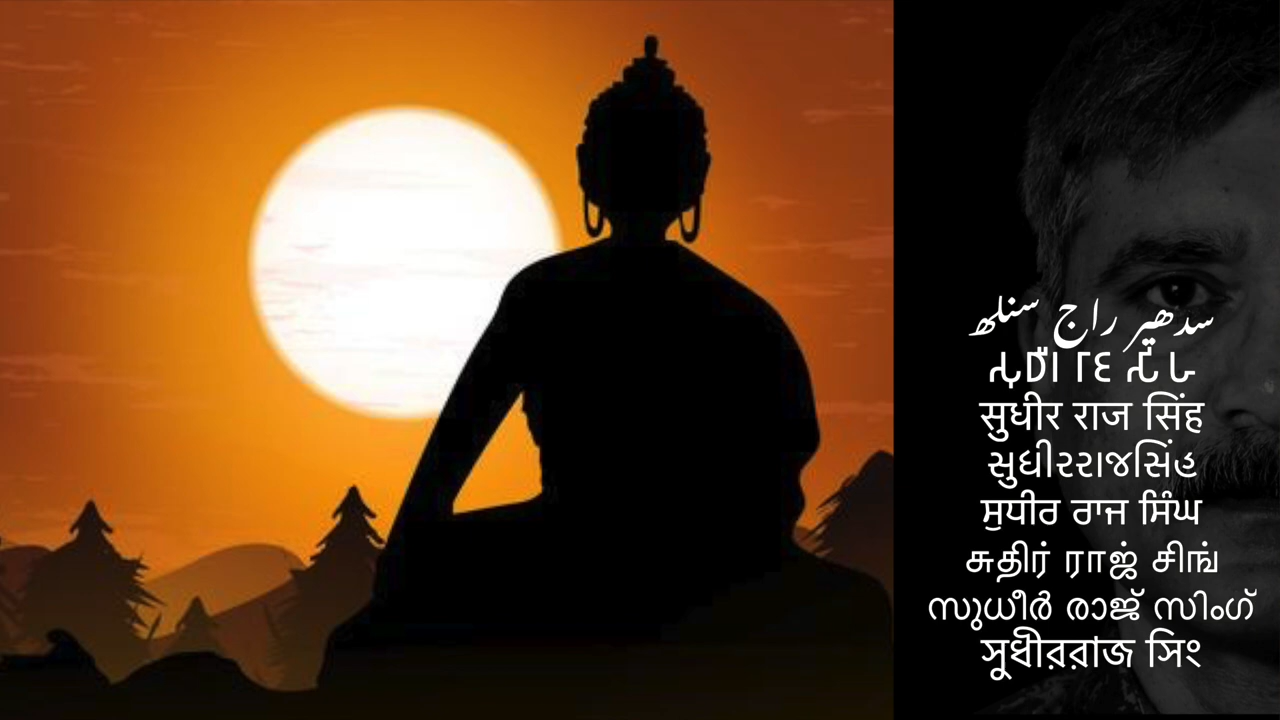 سدھیر راج سنلھ
𑀲𑀼𑀥𑀻𑀭 𑀭𑀸𑀚 𑀲𑀺𑀁𑀳
सुधीर राज सिंह
સુધીરરાજસિંહ
ਸੁਧੀਰ ਰਾਜ ਸਿੰਘ
சுதிர் ராஜ் சிங்
സുധീർ രാജ് സിംഗ്
সুধীররাজ সিং